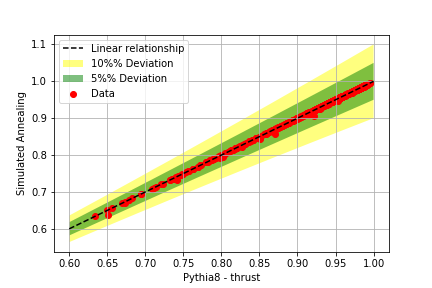 1.1
1.0
0.9
0.8
0.7
0.6
Simulated Annealing
Linear relationship
10%% Deviation
5%% Deviation
Data
0.60 0.65 0.70 0.75 0.80 0.85 0.90 0.95 1.00
Pythia8 - thrust